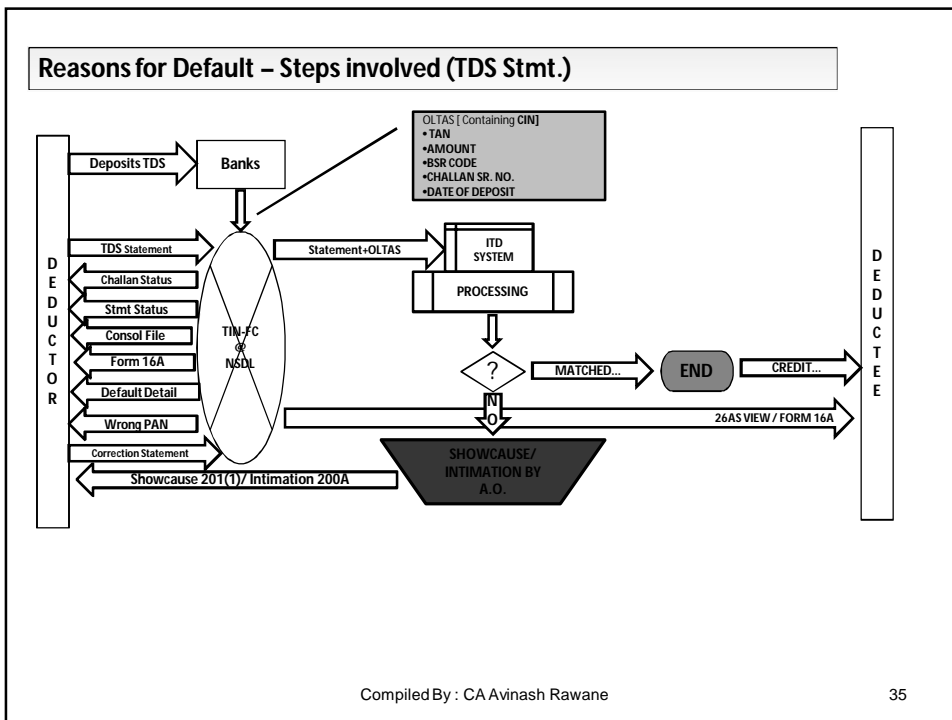 Reasons for Default – Steps involved (TDS Stmt.)
OLTAS [ Containing CIN]
•TAN
•AMOUNT
•BSR CODE
•CHALLAN SR. NO.
•DATE OF DEPOSIT
Deposits TDS
Banks
TDS Statement
Statement+OLTAS
ITD
SYSTEM
PROCESSING
D
E
D
U
C
T
O
R
Challan Status
Stmt Status
Consol File
Form 16A
Default Detail
Wrong PAN
Correction Statement
TIN-FC
@
NSDL
?
MATCHED...
END
CREDIT...
N
O
26AS VIEW / FORM 16A
SHOWCAUSE/
INTIMATION BY
A.O.
Showcause 201(1)/ Intimation 200A
D
E
D
U
C
T
E
E
Compiled By : CA Avinash Rawane
35